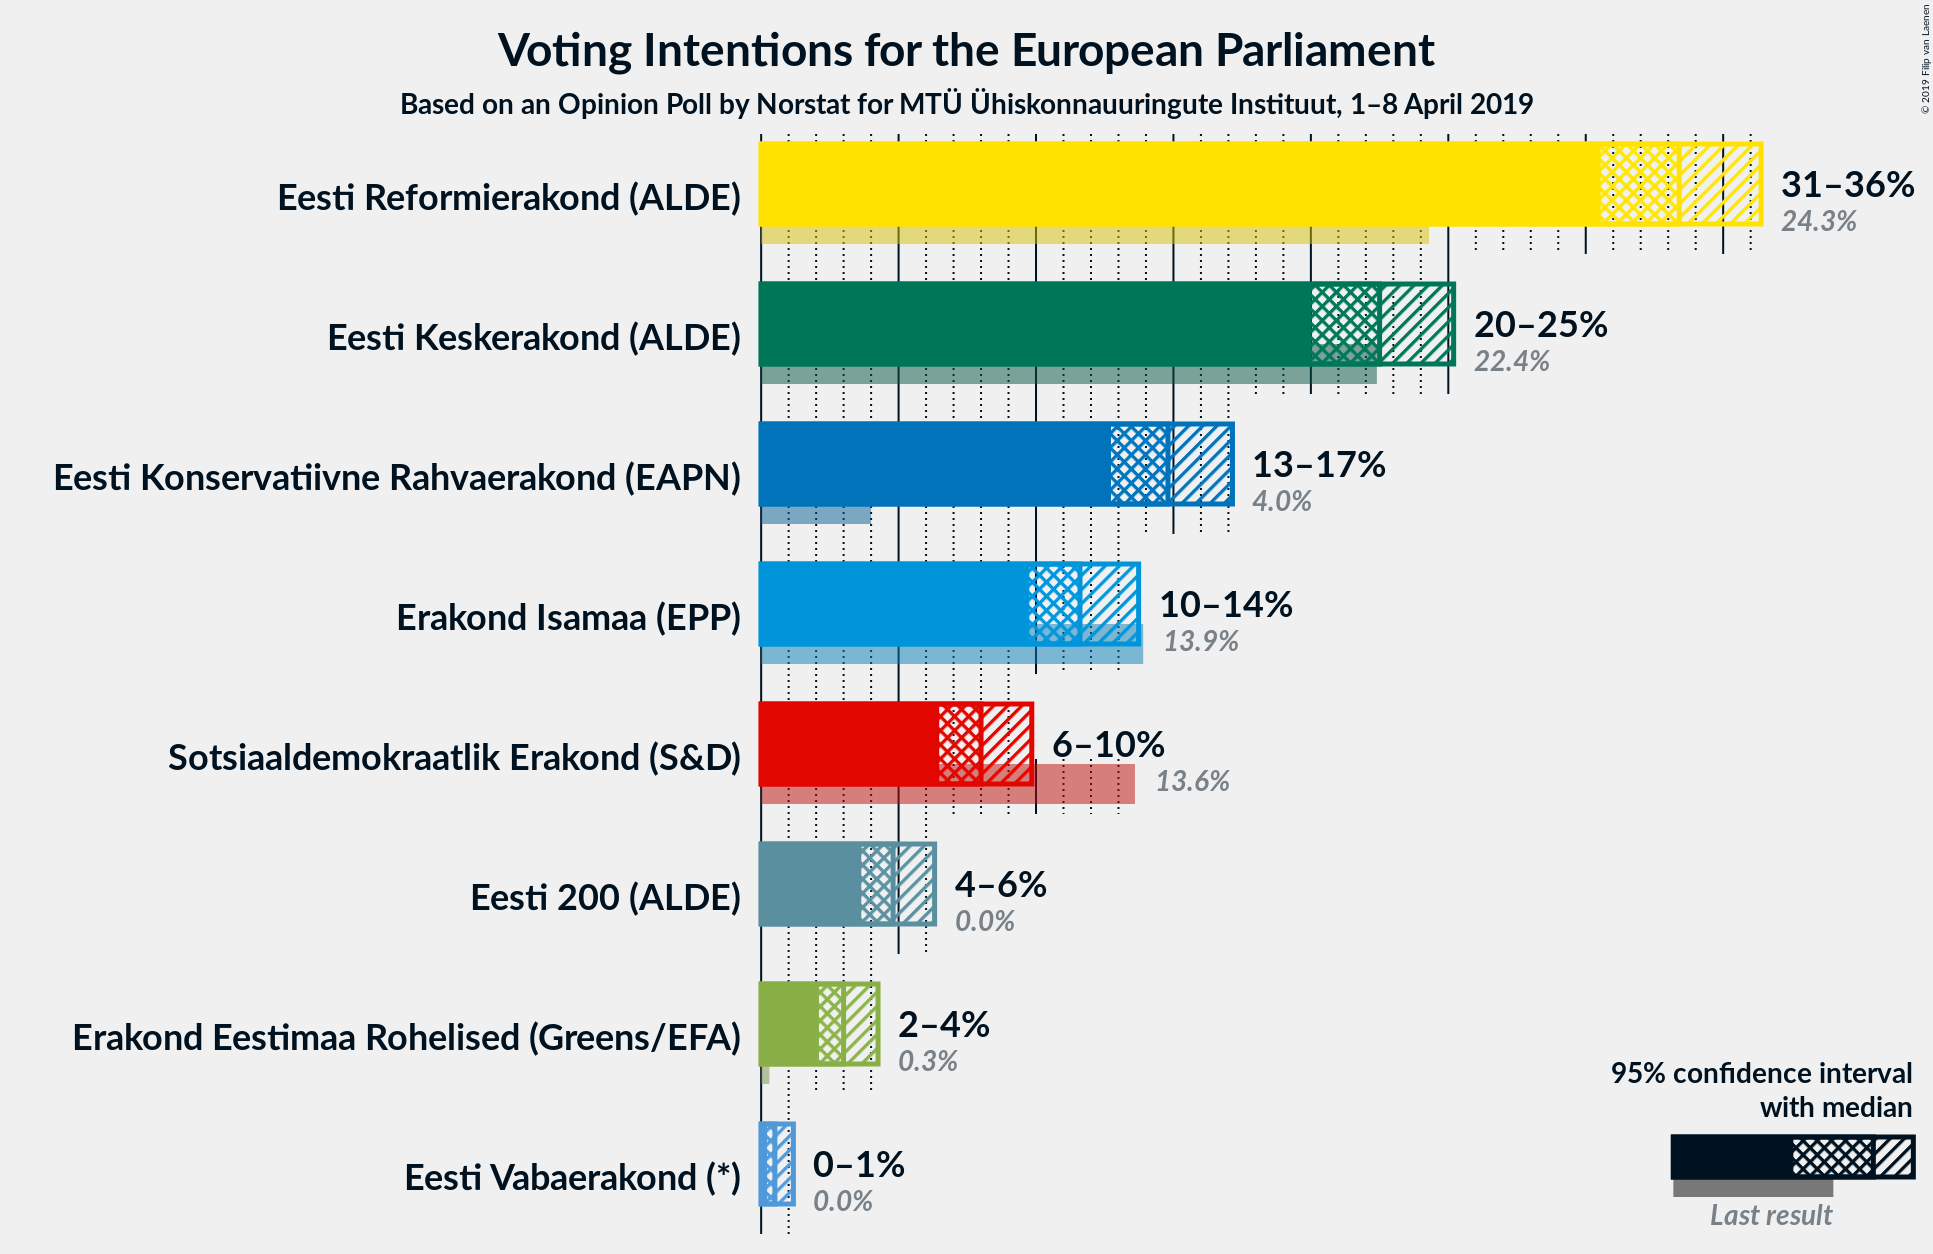 Voting Intentions for the European Parliament
Based on an Opinion Poll by Norstat for MTÜ Ühiskonnauuringute Instituut, 1–8 April 2019
© 2019 Filip van Laenen
Eesti Reformierakond (ALDE)
31–36%
24.3%
Eesti Keskerakond (ALDE)
20–25%
22.4%
Eesti Konservatiivne Rahvaerakond (EAPN)
13–17%
4.0%
Erakond Isamaa (EPP)
10–14%
13.9%
Sotsiaaldemokraatlik Erakond (S&D)
6–10%
13.6%
Eesti 200 (ALDE)
4–6%
0.0%
Erakond Eestimaa Rohelised (Greens/EFA)
2–4%
0.3%
Eesti Vabaerakond (*)
0–1%
0.0%
95% confidence interval
with median
Last result